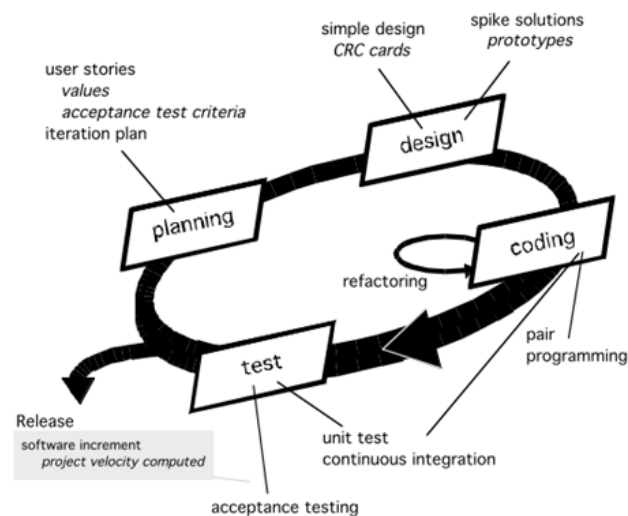 spike solutions
prototypes
simple design
CRC cards
user stories
values
acceptance test criteria
iteration plan
design
planning
coding
refactoring
test
pair
programming
Release
software increment
project velocity computed
unit test
continuous integration
acceptance testing